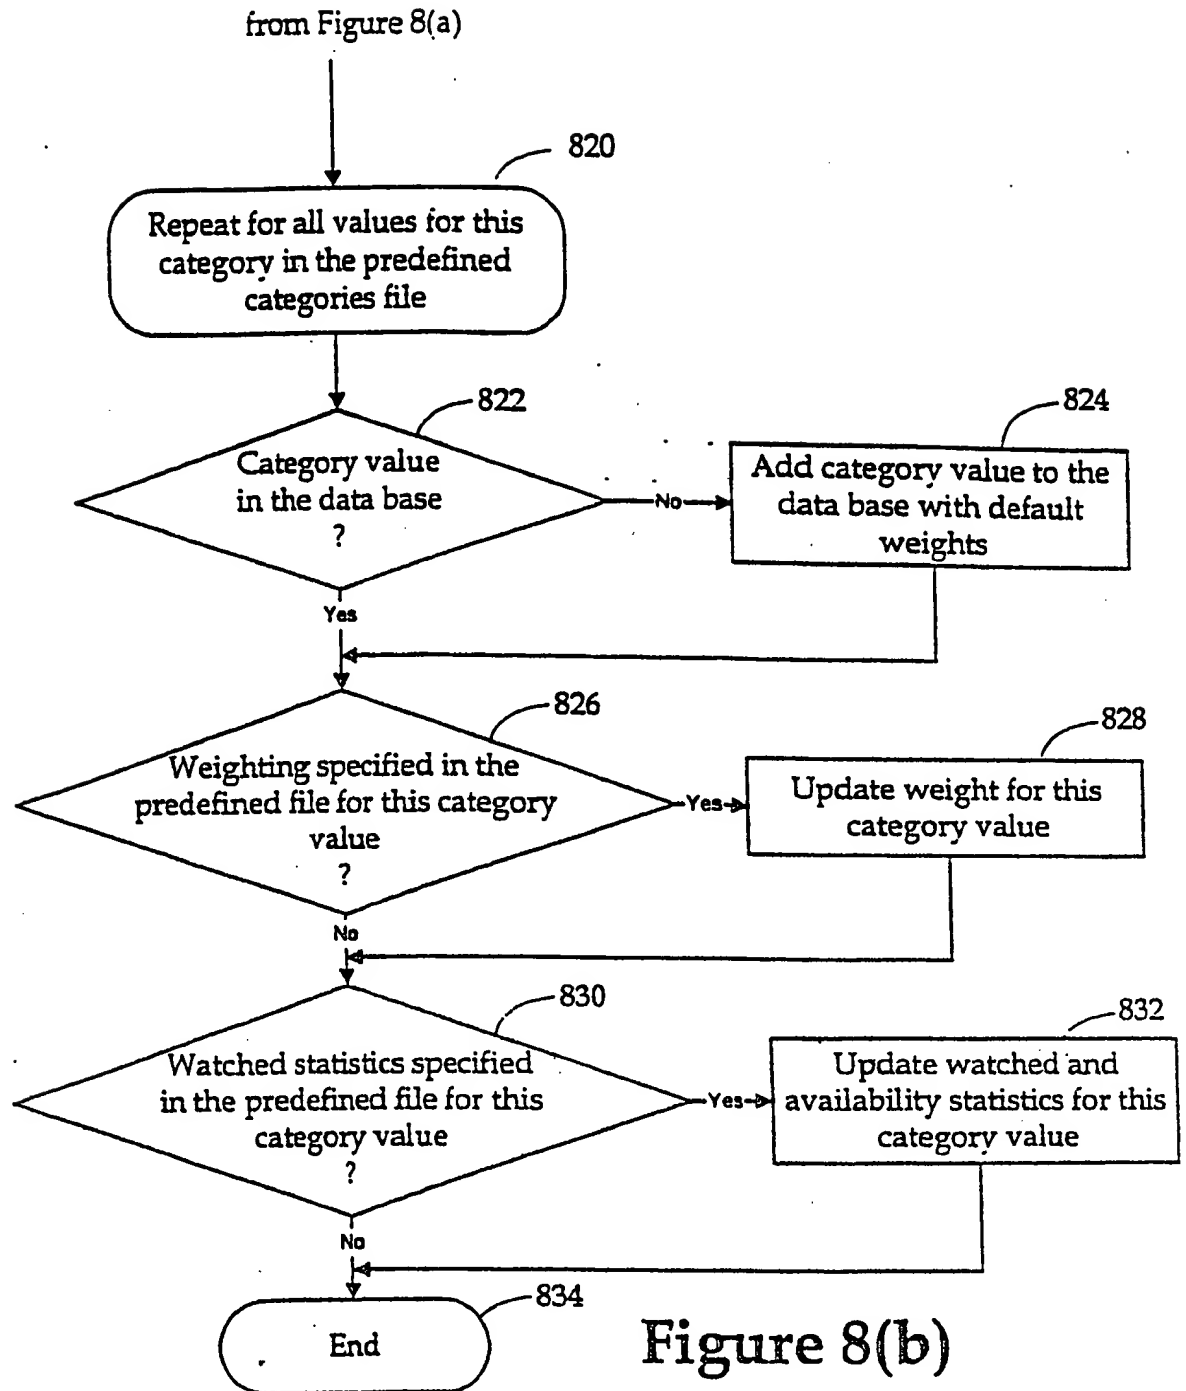 from Figure 8(a)
820
Repeat for all values for this
category in the predefined
categories file
822
Category value
in the data base
?
No
824
Add category value to the
data base with default
weights
Yes
826
Weighting specified in the
predefined file for this category
value
?
Yes
828
Update weight for this
category value
No
830
Watched statistics specified
in the predefined file for this
category value
?
Yes
832
Update watched and
availability statistics for this
category value
No
834
End
Figure 8(b)